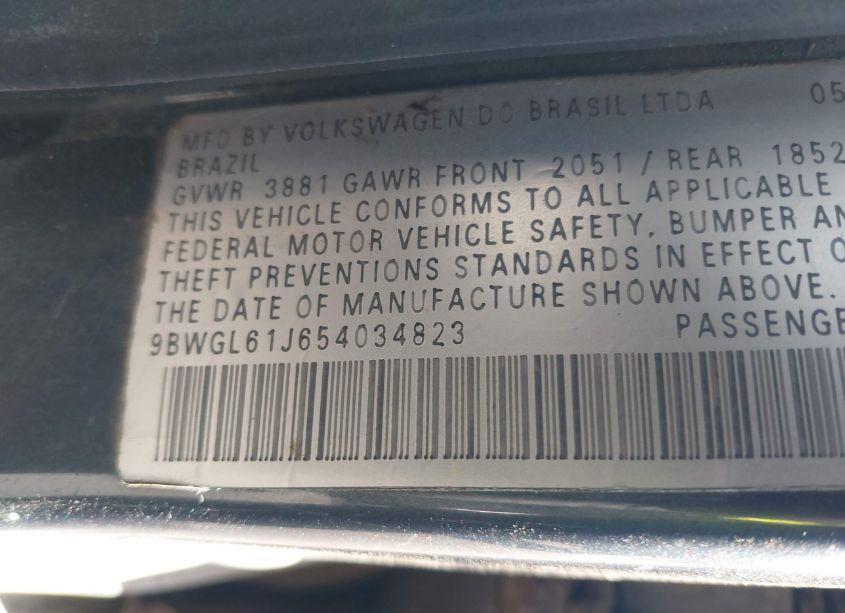 MFD BY VOLKSWAGEN DO BRASIL LTDA 05
BRAZIL
GVWR 3881 GAWR FRONT 2051 / REAR 1852
THIS VEHICLE CONFORMS TO ALL APPLICABLE
FEDERAL MOTOR VEHICLE SAFETY, BUMPER AN
THEFT PREVENTIONS STANDARDS IN EFFECT O
THE DATE OF MANUFACTURE SHOWN ABOVE.
9BWGL61J654034823 PASSENGE